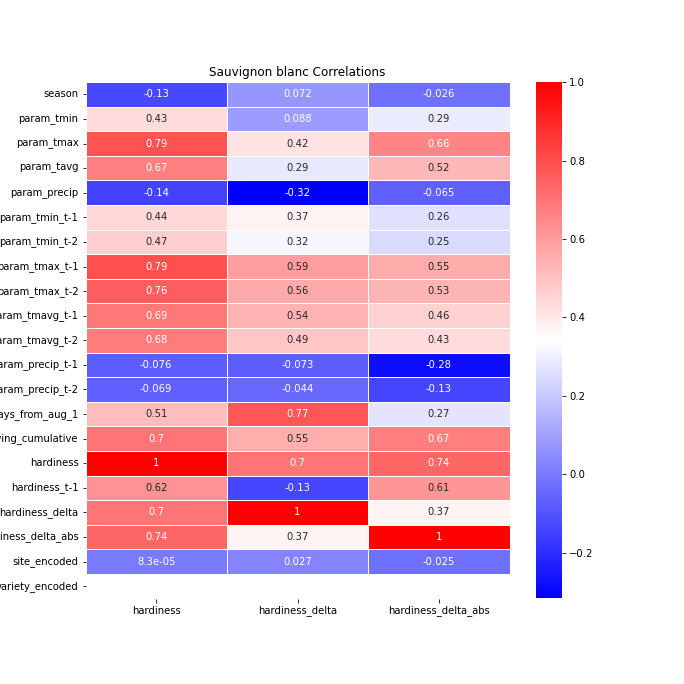 Sauvignon blanc Correlations
season -0.13 0.072 -0.026
param_tmin 0.43 0.088 0.29
param_tmax 0.79 0.42 0.66
param_tavg 0.67 0.29 0.52
param_precip -0.14 -0.32 -0.065
param_tmin_t-1 0.44 0.37 0.26
param_tmin_t-2 0.47 0.32 0.25
param_tmax_t-1 0.79 0.59 0.55
param_tmax_t-2 0.76 0.56 0.53
aram_tmavg_t-1 0.69 0.54 0.46
aram_tmavg_t-2 0.68 0.49 0.43
aram_precip_t-1 -0.076 -0.073 -0.28
aram_precip_t-2 -0.069 -0.044 -0.13
ays_from_aug_1 0.51 0.77 0.27
ving_cumulative 0.7 0.55 0.67
hardiness 1 0.7 0.74
hardiness_t-1 0.62 -0.13 0.61
hardiness_delta 0.7 1 0.37
iness_delta_abs 0.74 0.37 1
site_encoded 8.3e-05 0.027 -0.025
variety_encoded
hardiness hardiness_delta hardiness_delta_abs
1.0
0.8
0.6
0.4
0.2
0.0
−0.2